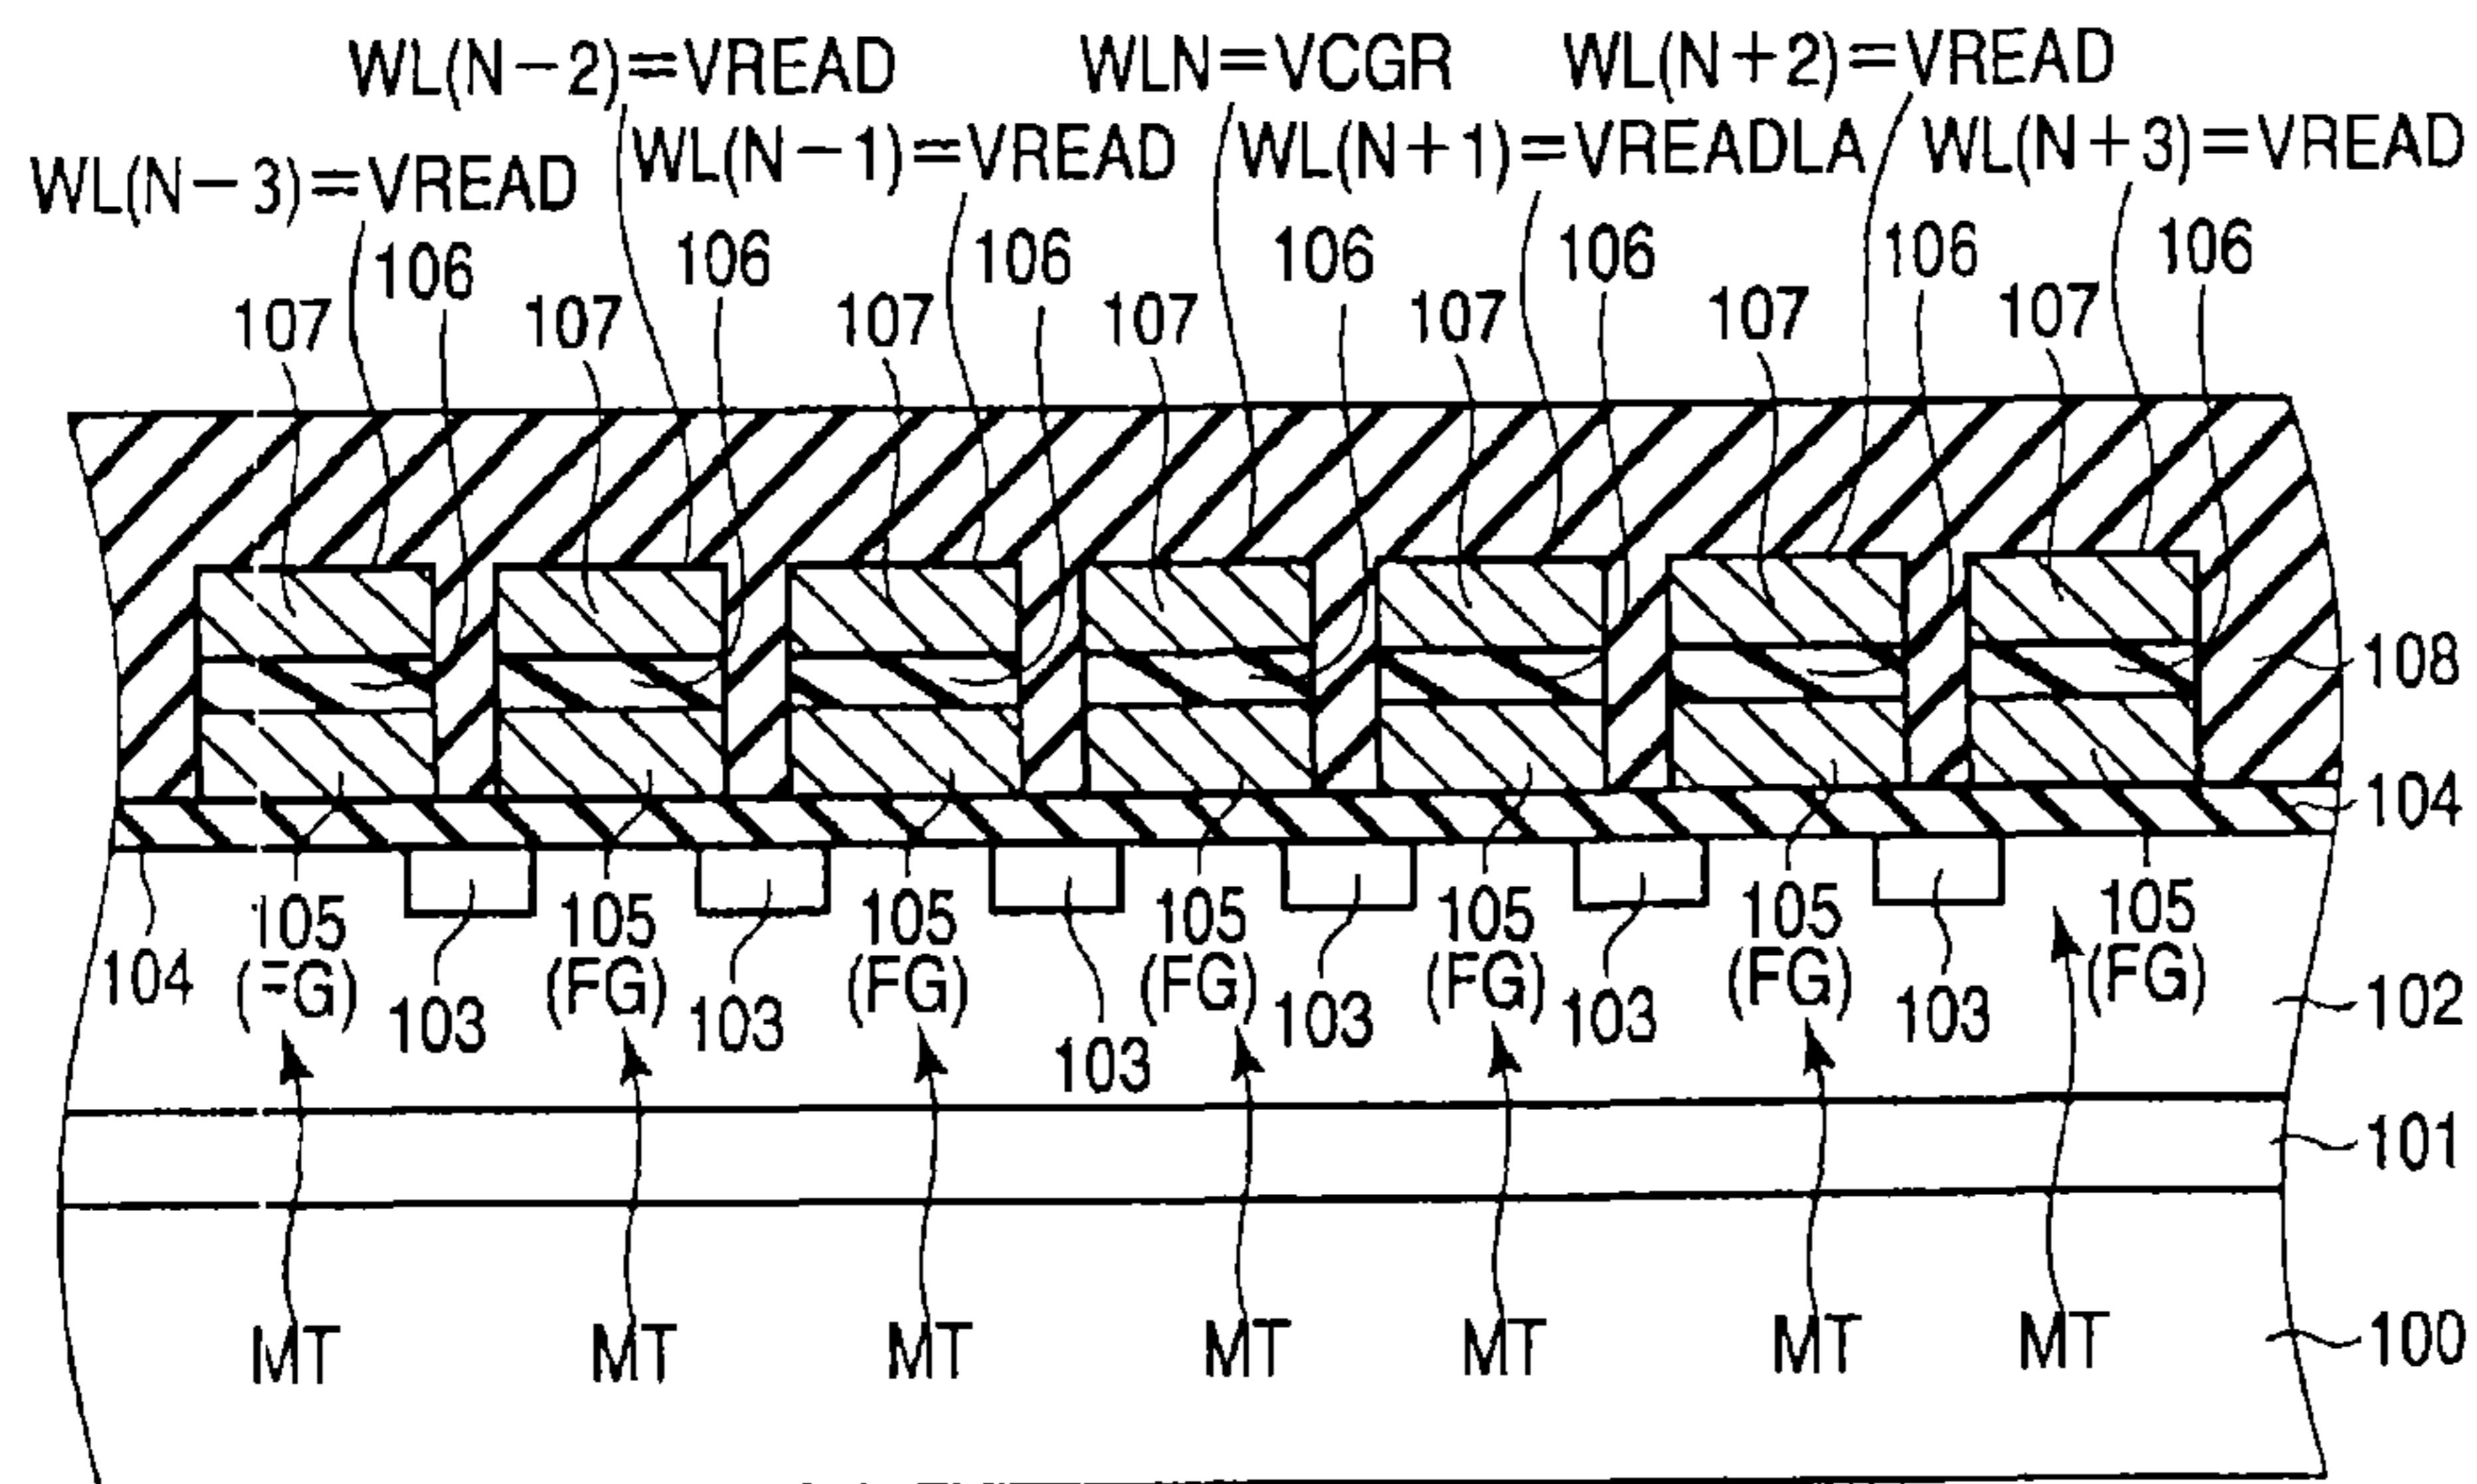 WL(N-2)=VREAD WLN=VCGR WL(N+2)=VREAD
WL(N-3)=VREAD WL(N-1)=VREAD WL(N+1)=VREADLA WL(N+3)=VREAD
106 106 106 106 106 106 106
107 107 107 107 107 107 107
108
104
105 105 105 105 105 105 105
(FG) (FG) (FG) (FG) (FG) (FG) (FG)
104 103 103 103 103 103 103
102
101
MT MT MT MT MT MT MT
100